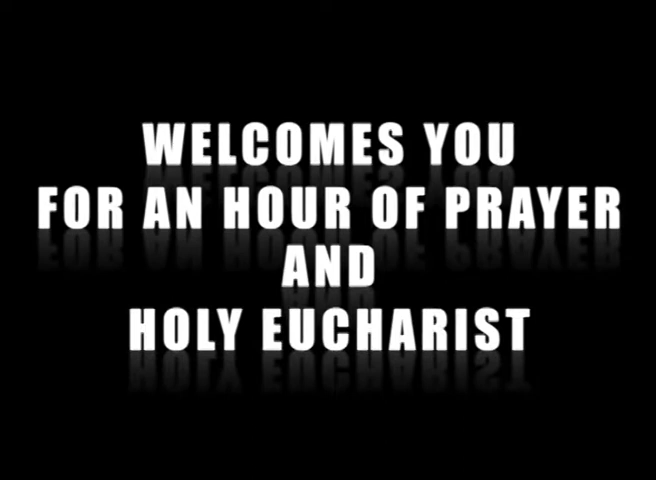 WELCOMES YOU
FOR AN HOUR OF PRAYER
AND
HOLY EUCHARIST